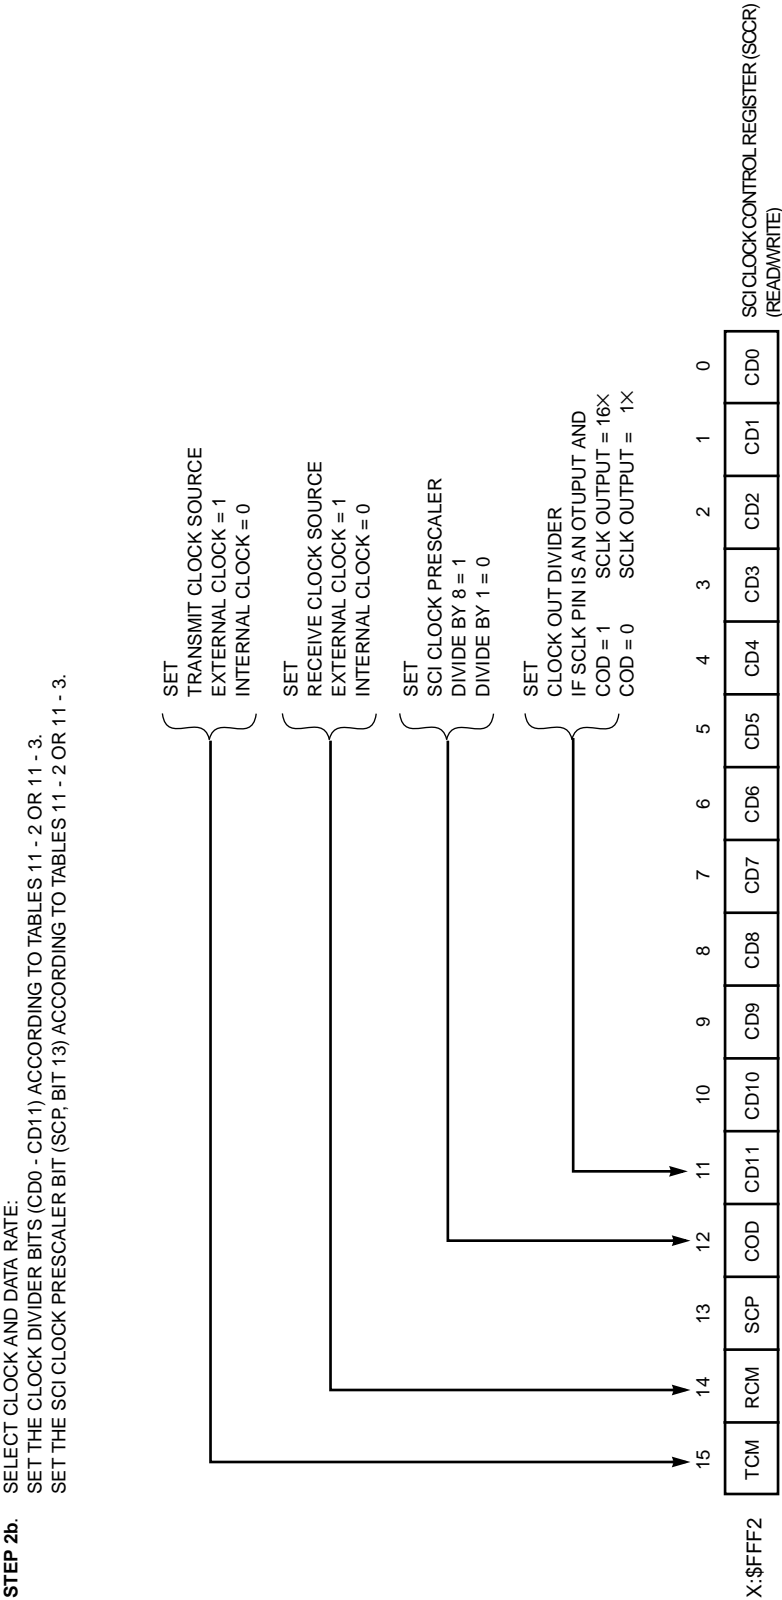 STEP 2b. SELECT CLOCK AND DATA RATE:
SET THE CLOCK DIVIDER BITS (CD0 - CD11) ACCORDING TO TABLES 11 - 2 OR 11 - 3.
SET THE SCI CLOCK PRESCALER BIT (SCP, BIT 13) ACCORDING TO TABLES 11 - 2 OR 11 - 3.
SET
TRANSMIT CLOCK SOURCE
EXTERNAL CLOCK = 1
INTERNAL CLOCK = 0
SET
RECEIVE CLOCK SOURCE
EXTERNAL CLOCK = 1
INTERNAL CLOCK = 0
SET
SCI CLOCK PRESCALER
DIVIDE BY 8 = 1
DIVIDE BY 1 = 0
SET
CLOCK OUT DIVIDER
IF SCLK PIN IS AN OTUPUT AND
COD = 1 SCLK OUTPUT = 16×
COD = 0 SCLK OUTPUT = 1×
15 14 13 12 11 10 9 8 7 6 5 4 3 2 1 0
X:$FFF2 TCM RCM SCP COD CD11 CD10 CD9 CD8 CD7 CD6 CD5 CD4 CD3 CD2 CD1 CD0
SCI CLOCK CONTROL REGISTER (SCCR)
(READ/WRITE)